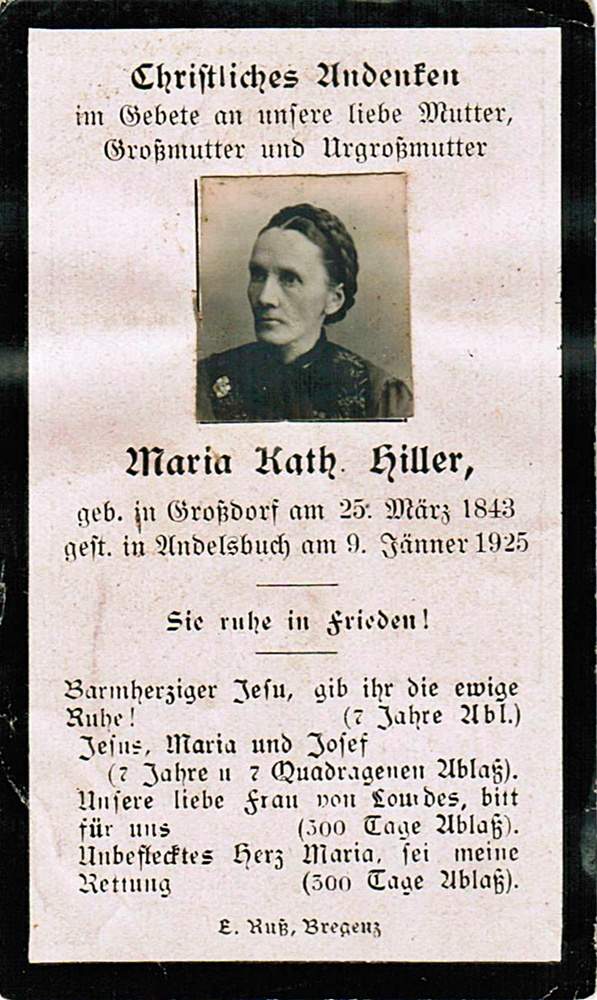 Christliches Andenken
im Gebete an unsere liebe Mutter,
Großmutter und Urgroßmutter
Maria Kath. Hiller,
geb. in Großdorf am 25. März 1843
gest. in Andelsbuch am 9. Jänner 1925
Sie ruhe in Frieden!
Barmherziger Jesu, gib ihr die ewige
Ruhe! (7 Jahre Abl.)
Jesus, Maria und Josef
(7 Jahre u 7 Quadragenen Ablaß).
Unsere liebe Frau von Lourdes, bitt
für uns (300 Tage Ablaß).
Unbeflecktes Herz Maria, sei meine
Rettung (300 Tage Ablaß).
E. Ruß, Bregenz